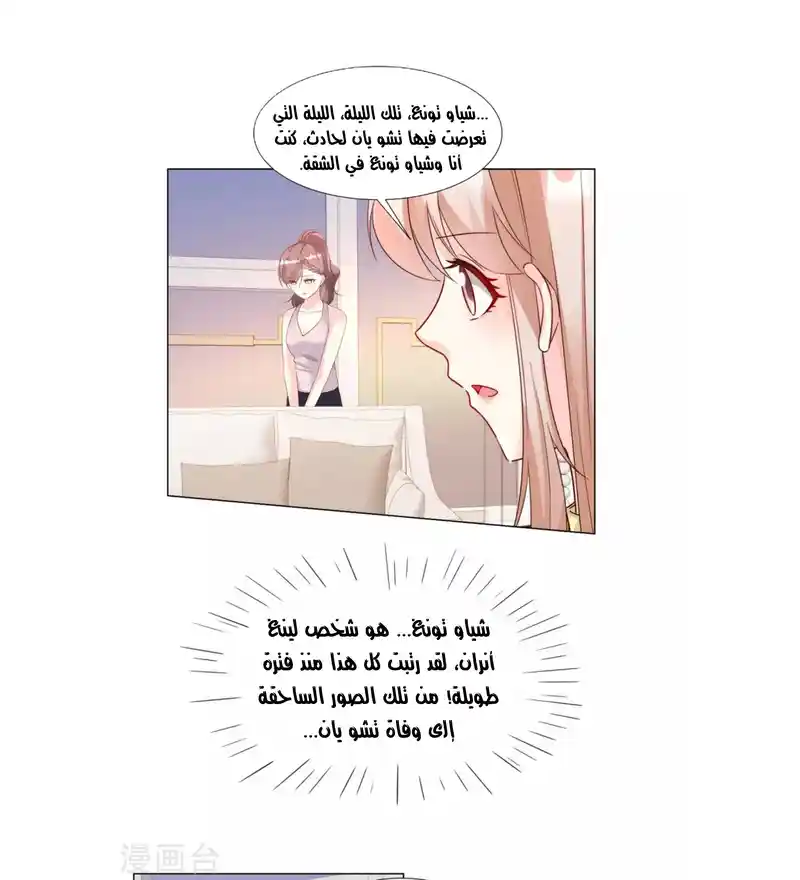 ...شياو تونغ، تلك الليلة، الليلة التي
تعرضت فيها تشو يان لحادث، كنت
أنا وشياو تونغ في الشقة.
شياو تونغ... هو شخص لينغ
أنران، لقد رتبت كل هذا منذ فترة
طويلة! من تلك الصور الساحقة
إلى وفاة تشو يان...
漫画台